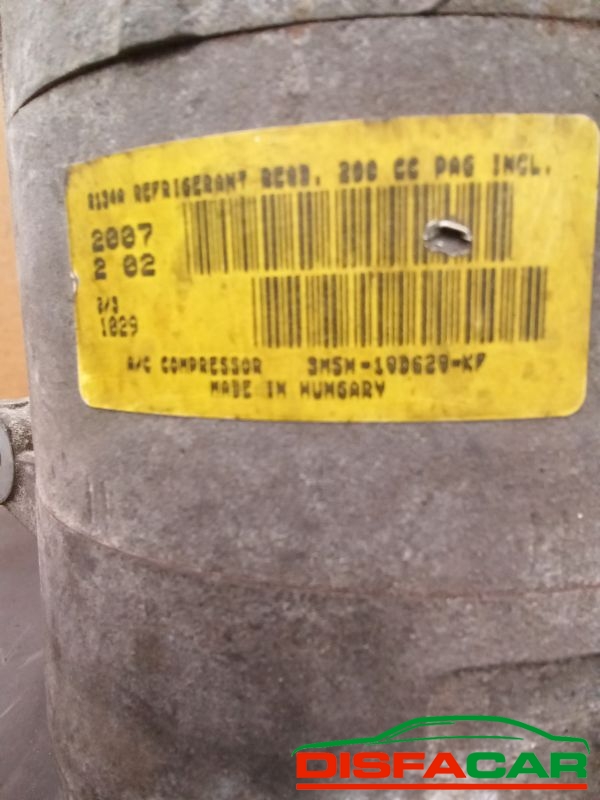 R134A REFRIGERANT REQD. 200 CC PAG INCL.
2007
2 02
1029
A/C COMPRESSOR 3M5H-19D629-KF
MADE IN HUNGARY
DISFACAR